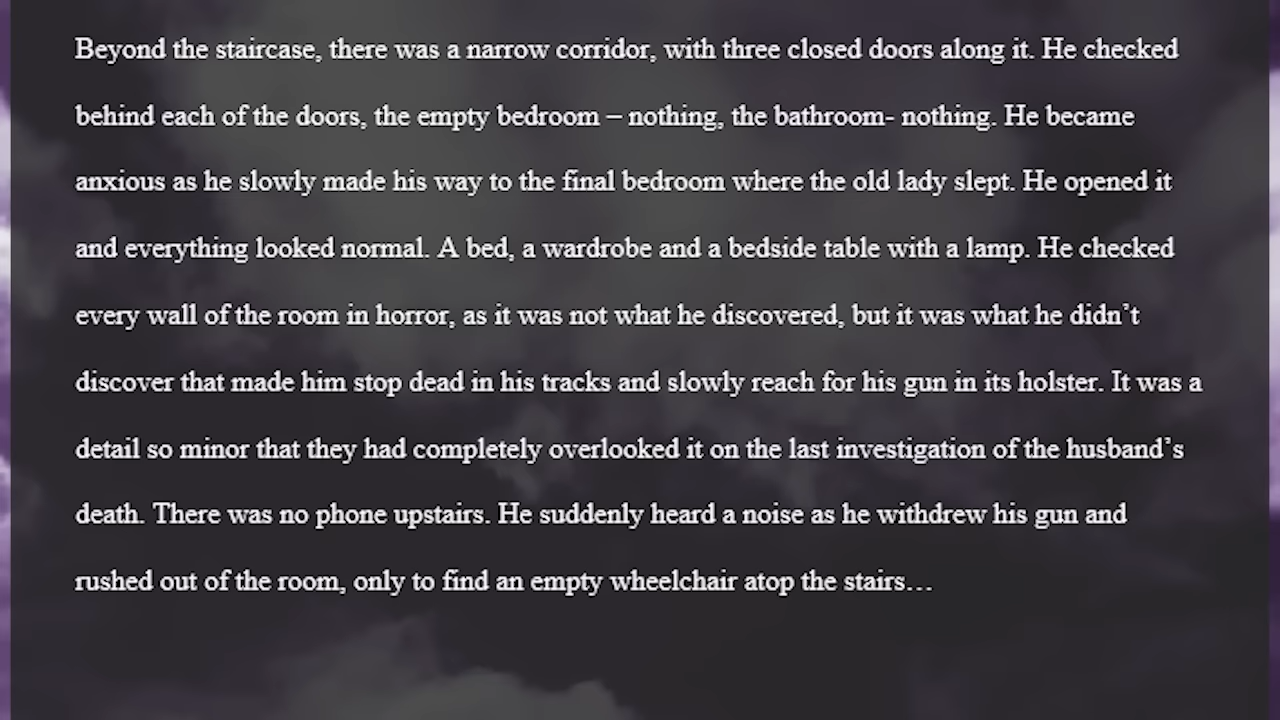 Beyond the staircase, there was a narrow corridor, with three closed doors along it. He checked
behind each of the doors, the empty bedroom – nothing, the bathroom- nothing. He became
anxious as he slowly made his way to the final bedroom where the old lady slept. He opened it
and everything looked normal. A bed, a wardrobe and a bedside table with a lamp. He checked
every wall of the room in horror, as it was not what he discovered, but it was what he didn’t
discover that made him stop dead in his tracks and slowly reach for his gun in its holster. It was a
detail so minor that they had completely overlooked it on the last investigation of the husband’s
death. There was no phone upstairs. He suddenly heard a noise as he withdrew his gun and
rushed out of the room, only to find an empty wheelchair atop the stairs…